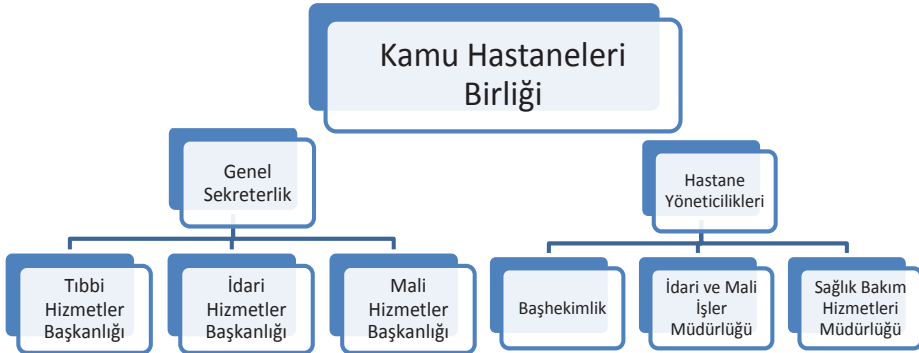 Kamu Hastaneleri
Birliği
Genel
Sekreterlik
Hastane
Yöneticilikleri
Tıbbi
Hizmetler
Başkanlığı
İdari
Hizmetler
Başkanlığı
Mali
Hizmetler
Başkanlığı
Başhekimlik
İdari ve Mali
İşler
Müdürlüğü
Sağlık Bakım
Hizmetleri
Müdürlüğü